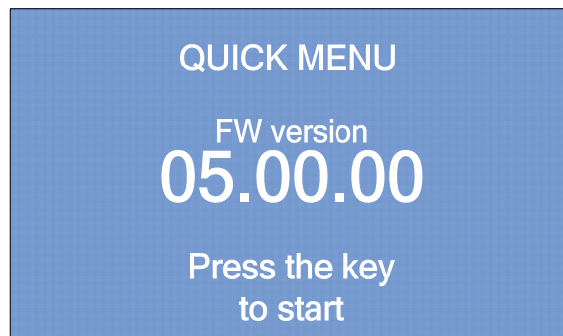 QUICK MENU
FW version
05.00.00
Press the key
to start